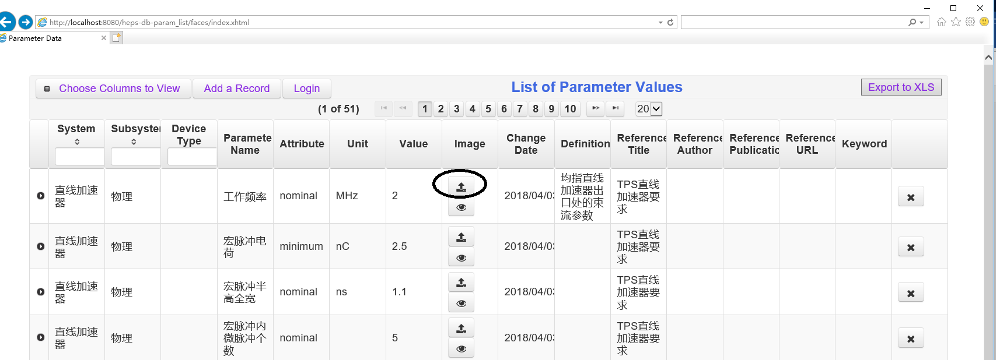 http://localhost:8080/heps-db-param_list/faces/index.xhtml
Parameter Data
Choose Columns to View
Add a Record
Login
List of Parameter Values
Export to XLS
(1 of 51) 1 2 3 4 5 6 7 8 9 10 20
System
Subsyster
Device
Type
Paramete
Name
Attribute
Unit
Value
Image
Change
Date
Definition
Reference
Title
Reference
Author
Reference
Publicatio
Reference
URL
Keyword
直线加速
器
物理
工作频率
nominal
MHz
2
2018/04/03
均指直线
加速器出
口处的束
流参数
TPS直线
加速器要
求
直线加速
器
物理
宏脉冲电
荷
minimum
nC
2.5
2018/04/03
TPS直线
加速器要
求
直线加速
器
物理
宏脉冲半
高全宽
nominal
ns
1.1
2018/04/03
TPS直线
加速器要
求
直线加速
器
物理
宏脉冲内
微脉冲个
数
nominal
5
2018/04/03
TPS直线
加速器要
求